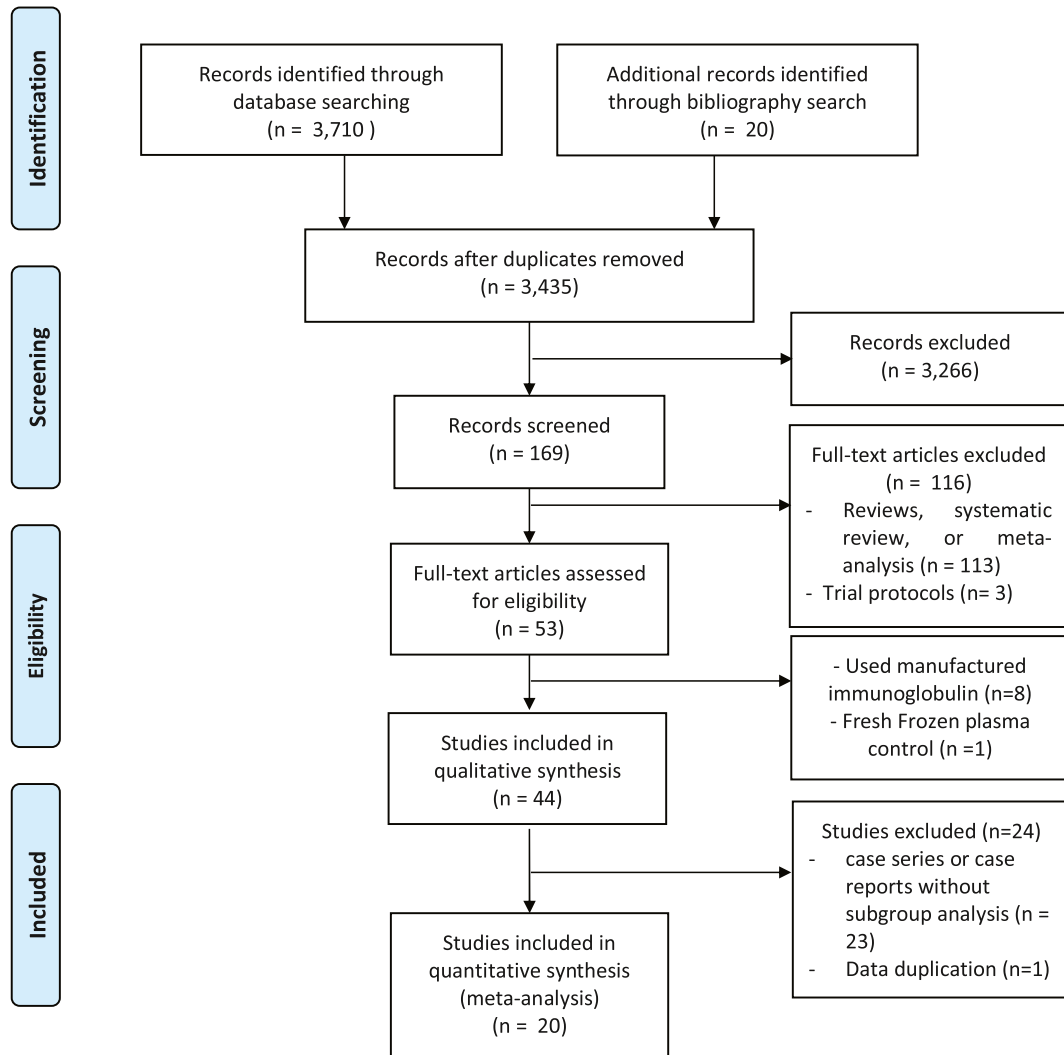 Identification
Records identified through
database searching
(n = 3,710 )
Additional records identified
through bibliography search
(n = 20)
Records after duplicates removed
(n = 3,435)
Screening
Records excluded
(n = 3,266)
Records screened
(n = 169)
Full-text articles excluded
(n = 116)
- Reviews, systematic
review, or meta-
analysis (n = 113)
- Trial protocols (n= 3)
Eligibility
Full-text articles assessed
for eligibility
(n = 53)
- Used manufactured
immunoglobulin (n=8)
- Fresh Frozen plasma
control (n =1)
Studies included in
qualitative synthesis
(n = 44)
Included
Studies excluded (n=24)
- case series or case
reports without
subgroup analysis (n =
23)
- Data duplication (n=1)
Studies included in
quantitative synthesis
(meta-analysis)
(n = 20)